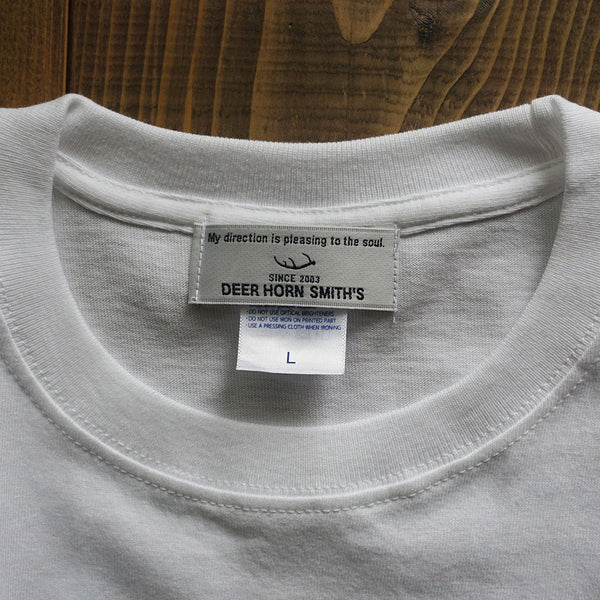 My direction is pleasing to the soul.
SINCE 2003
DEER HORN SMITH'S
·DO NOT USE OPTICAL BRIGHTENERS
·DO NOT USE IRON ON PRINTED PART
·USE A PRESSING CLOTH WHEN IRONING
L